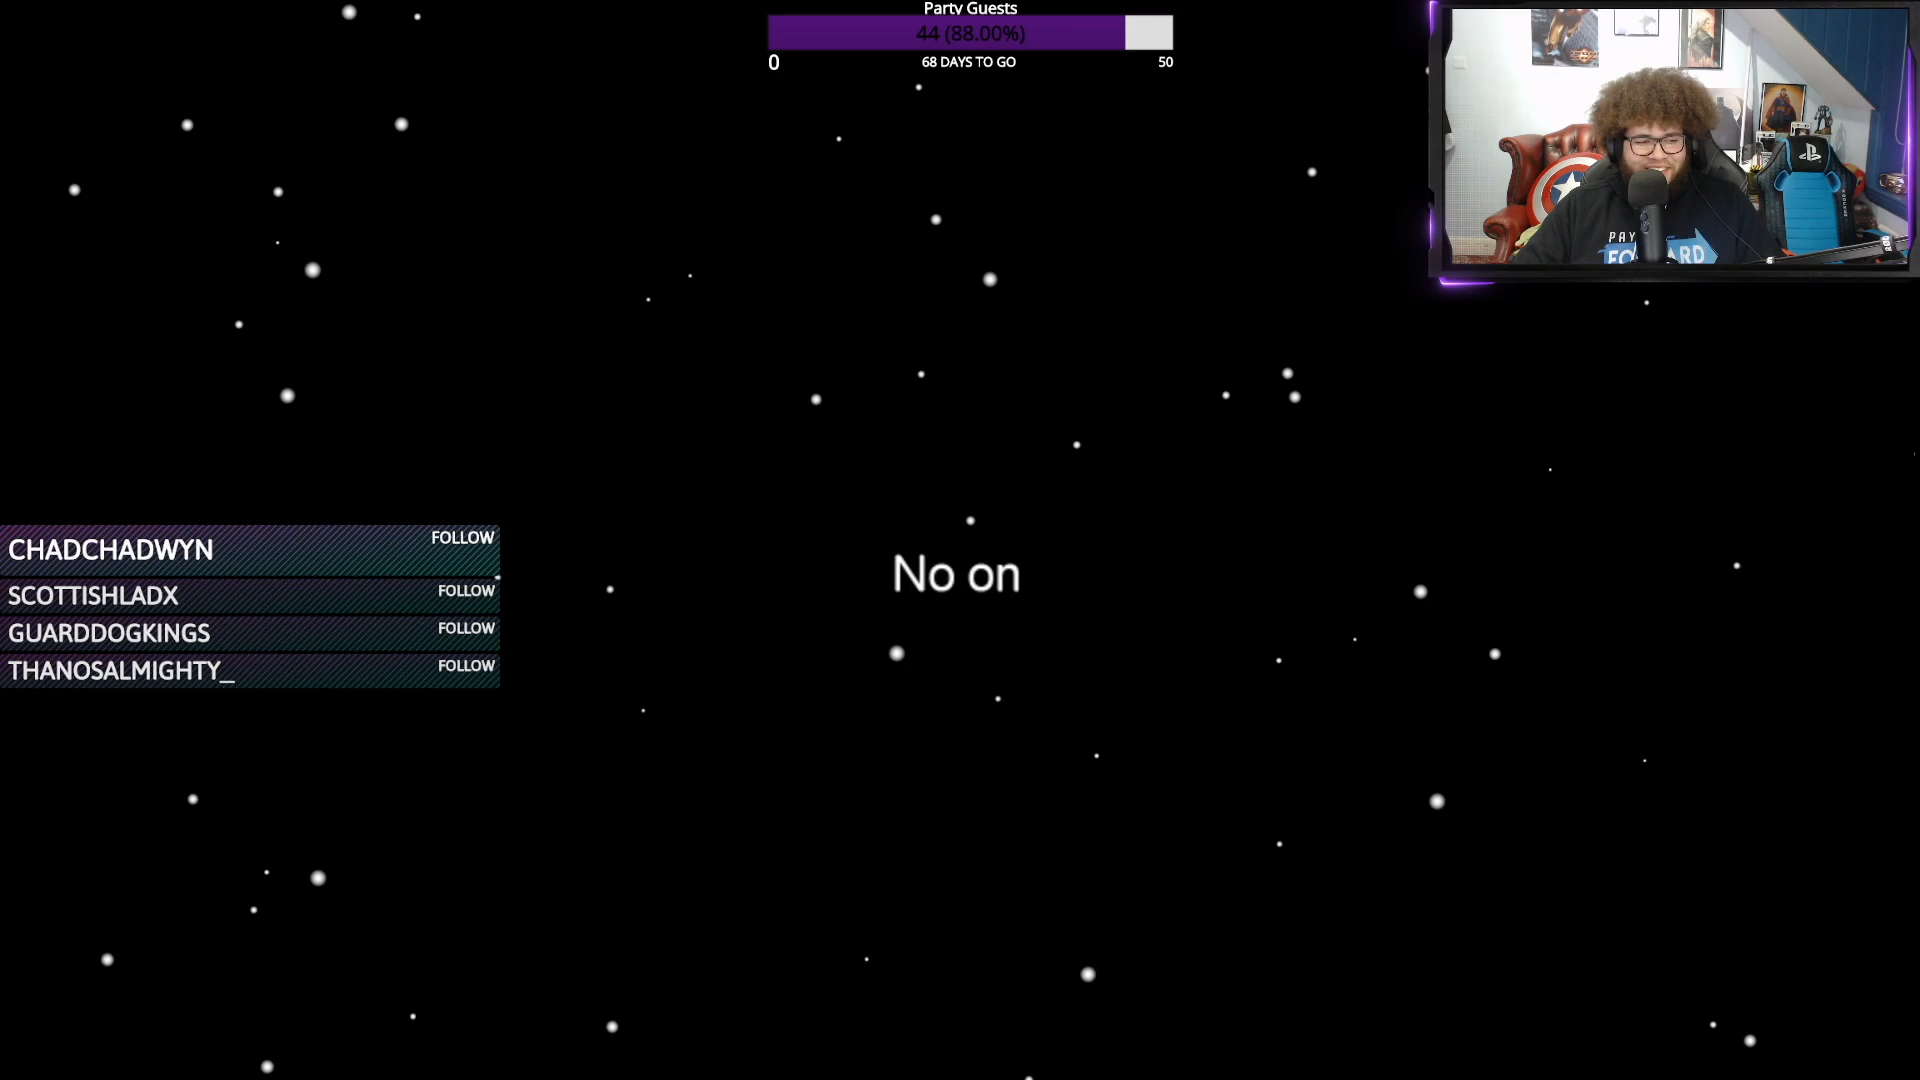 Party Guests
44 (88.00%)
0 68 DAYS TO GO 50
PAY
CHADCHADWYN FOLLOW
SCOTTISHLADX FOLLOW
GUARDDOGKINGS FOLLOW
THANOSALMIGHTY_ FOLLOW
No on